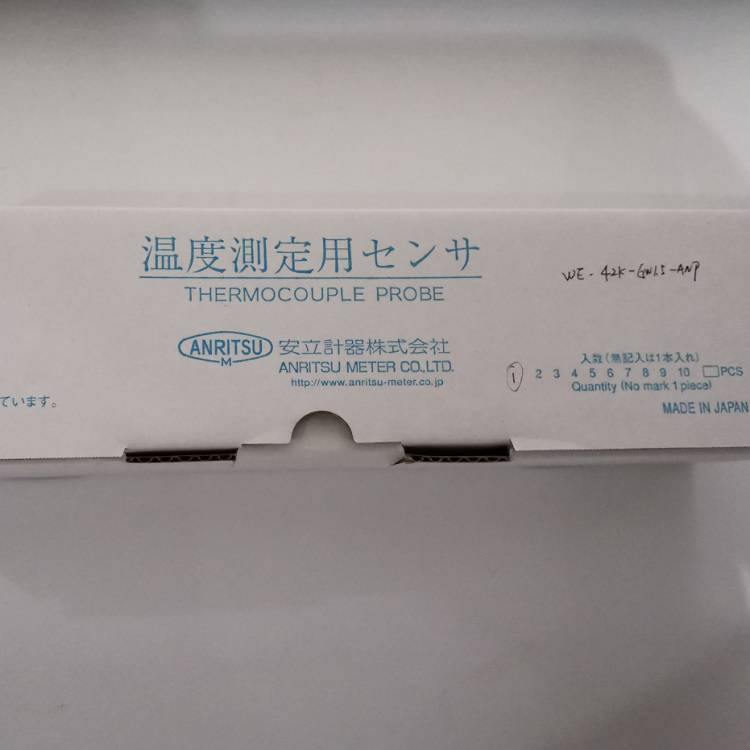 温度測定用センサ
THERMOCOUPLE PROBE
WE-42K-GW1.5-ANP
ANRITSU
M
安立計器株式会社
ANRITSU METER CO.,LTD.
http://www.anritsu-meter.co.jp
入数(無記入は1本入れ)
1 2 3 4 5 6 7 8 9 10 □PCS
Quantity (No mark 1 piece)
ています。
MADE IN JAPAN